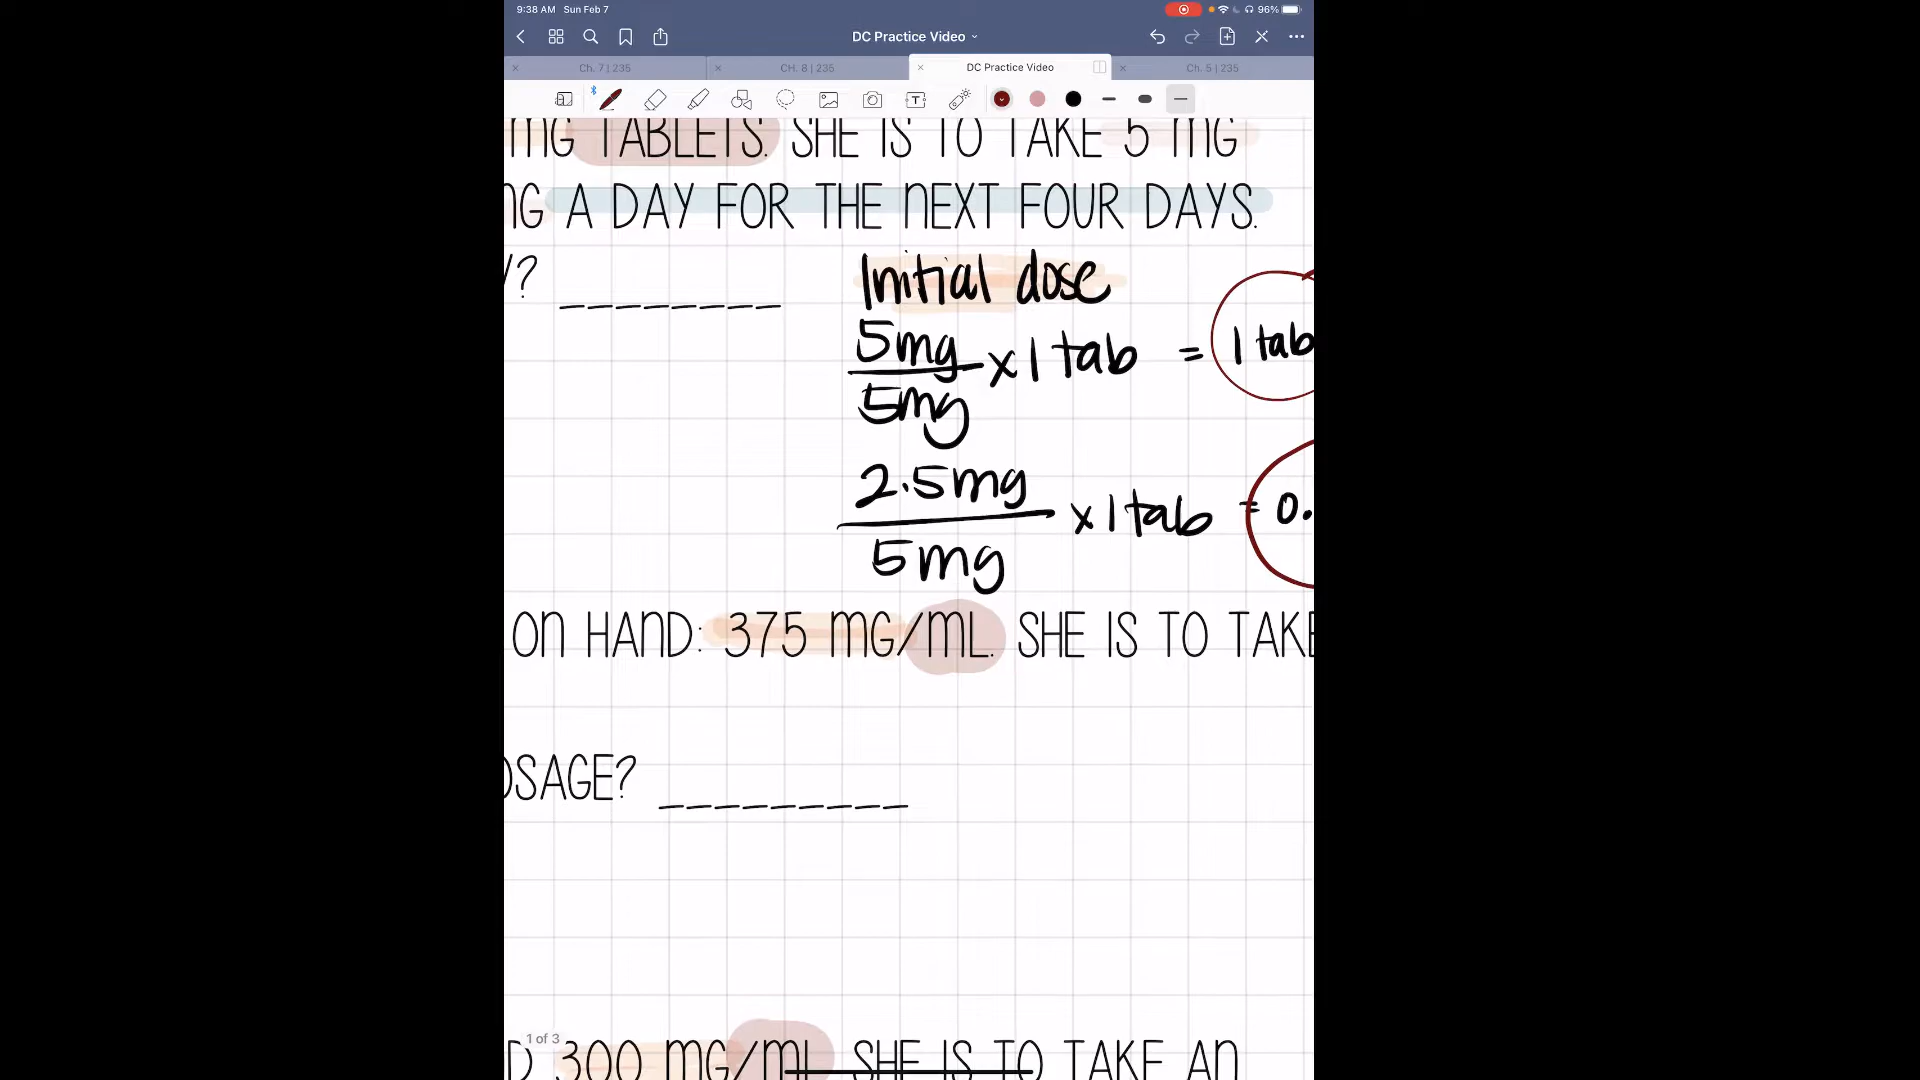 9:38 AM Sun Feb 7 96%
DC Practice Video
Ch. 7 | 235 CH. 8 | 235 DC Practice Video Ch. 5 | 235
MG TABLETS. SHE IS TO TAKE 5 MG
NG A DAY FOR THE NEXT FOUR DAYS.
Y? ________
Initial dose
5mg
x 1 tab = 1 tab
5mg
2.5mg
x 1 tab = 0.
5mg
ON HAND: 375 MG/ML. SHE IS TO TAKE
OSAGE? _________
1 of 3
D 300 MG/ML SHE IS TO TAKE AN